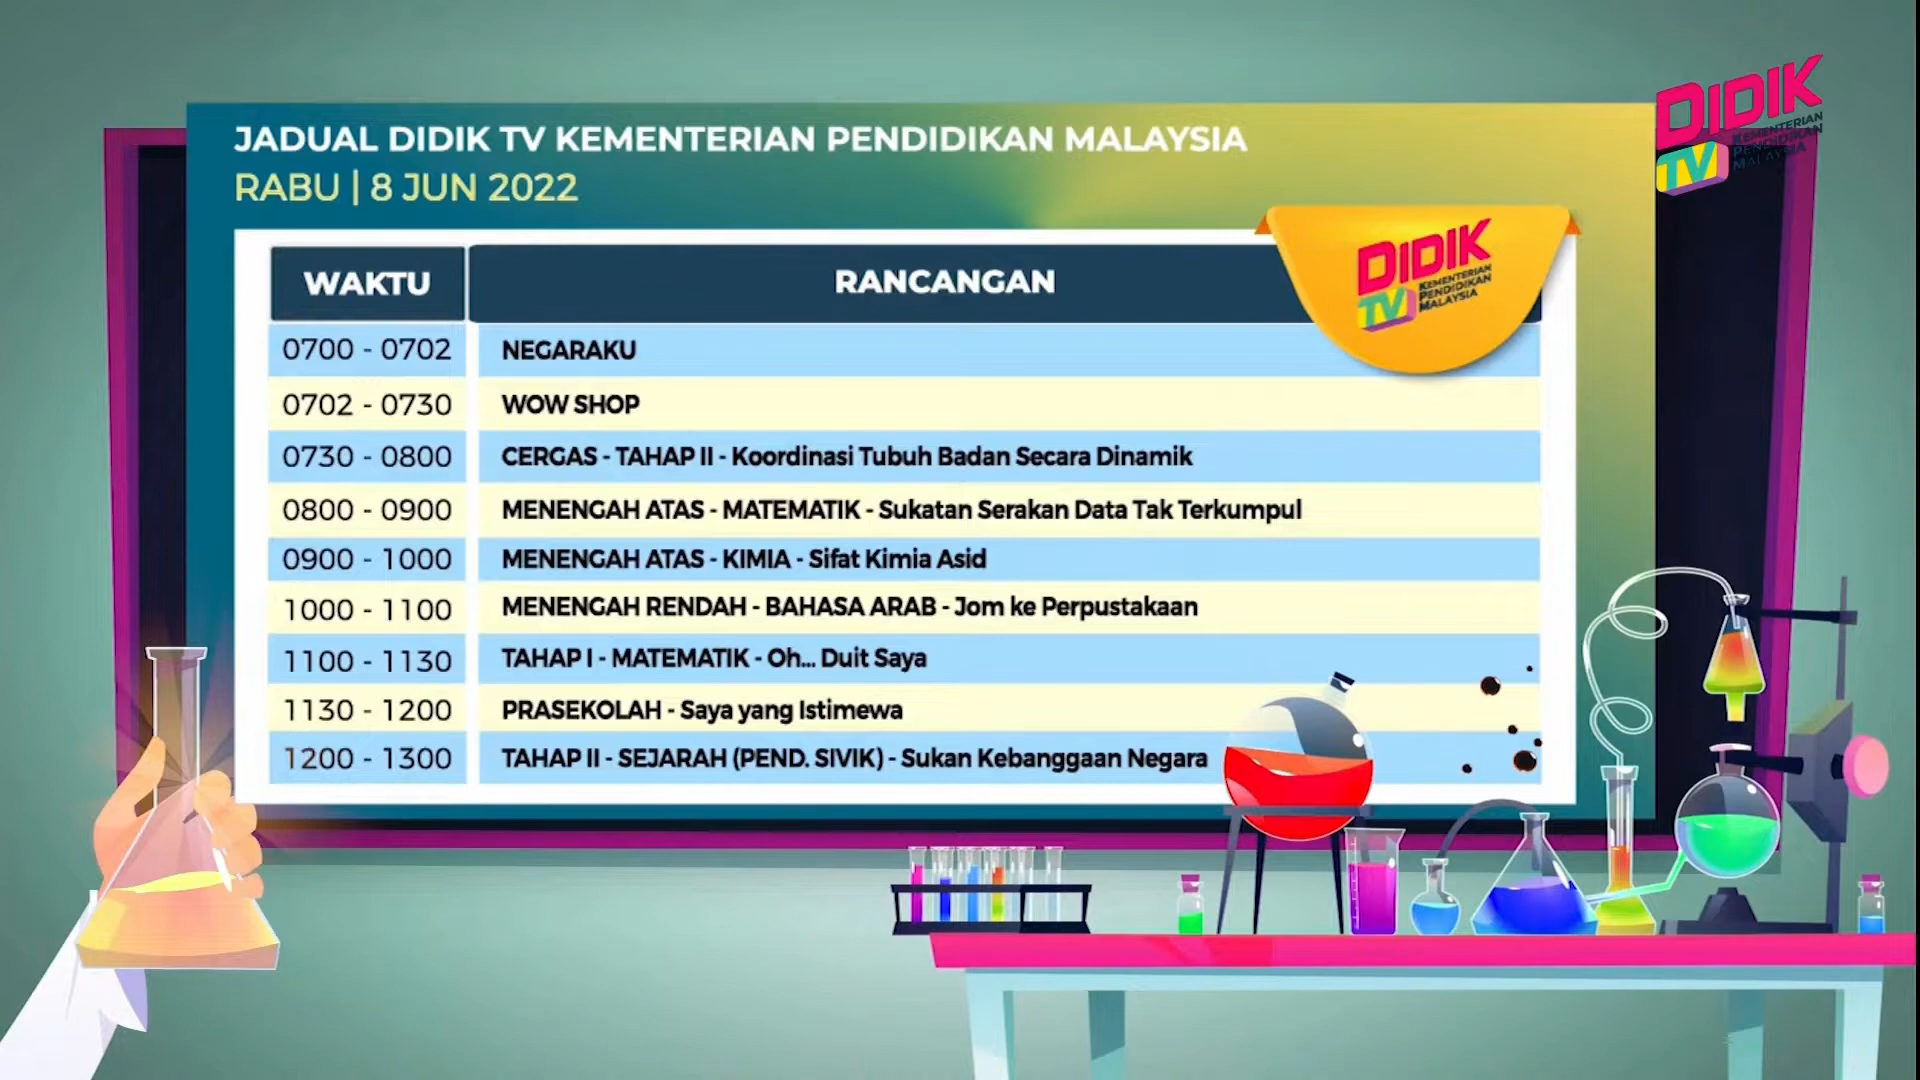 JADUAL DIDIK TV KEMENTERIAN PENDIDIKAN MALAYSIA
RABU | 8 JUN 2022
DIDIK
TV
KEMENTERIAN
PENDIDIKAN
MALAYSIA
WAKTU RANCANGAN
DIDIK
TV
KEMENTERIAN
PENDIDIKAN
MALAYSIA
0700 - 0702 NEGARAKU
0702 - 0730 WOW SHOP
0730 - 0800 CERGAS - TAHAP II - Koordinasi Tubuh Badan Secara Dinamik
0800 - 0900 MENENGAH ATAS - MATEMATIK - Sukatan Serakan Data Tak Terkumpul
0900 - 1000 MENENGAH ATAS - KIMIA - Sifat Kimia Asid
1000 - 1100 MENENGAH RENDAH - BAHASA ARAB - Jom ke Perpustakaan
1100 - 1130 TAHAP I - MATEMATIK - Oh... Duit Saya
1130 - 1200 PRASEKOLAH - Saya yang Istimewa
1200 - 1300 TAHAP II - SEJARAH (PEND. SIVIK) - Sukan Kebanggaan Negara